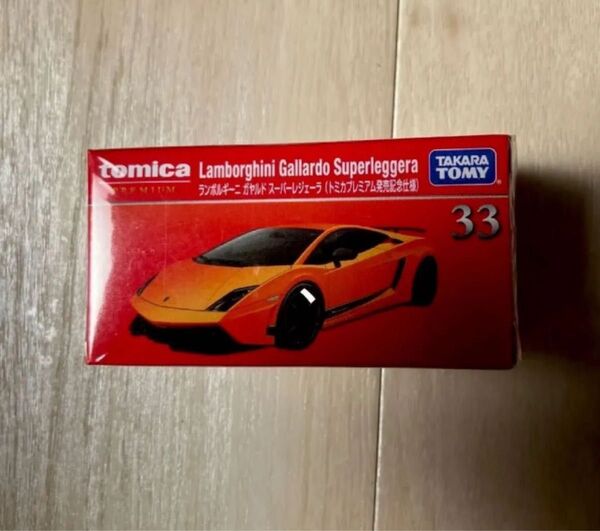 tomica
PREMIUM
Lamborghini Gallardo Superleggera
ランボルギーニ ガヤルド スーパーレジェーラ（トミカプレミアム発売記念仕様）
TAKARA
TOMY
33